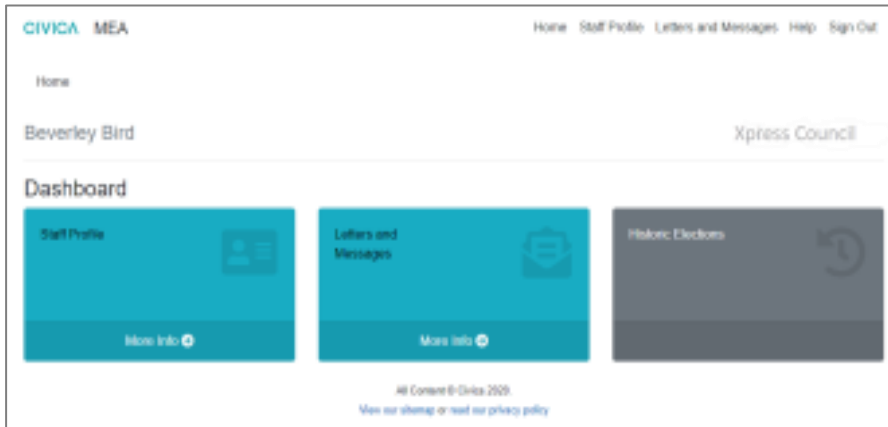 CIVICA MEA Home Staff Profile Letters and Messages Help Sign Out
Home
Beverley Bird Xpress Council
Dashboard
Staff Profile
Letters and
Messages
Historic Elections
More Info
More Info
All Content © Civica 2020.
View our sitemap or read our privacy policy